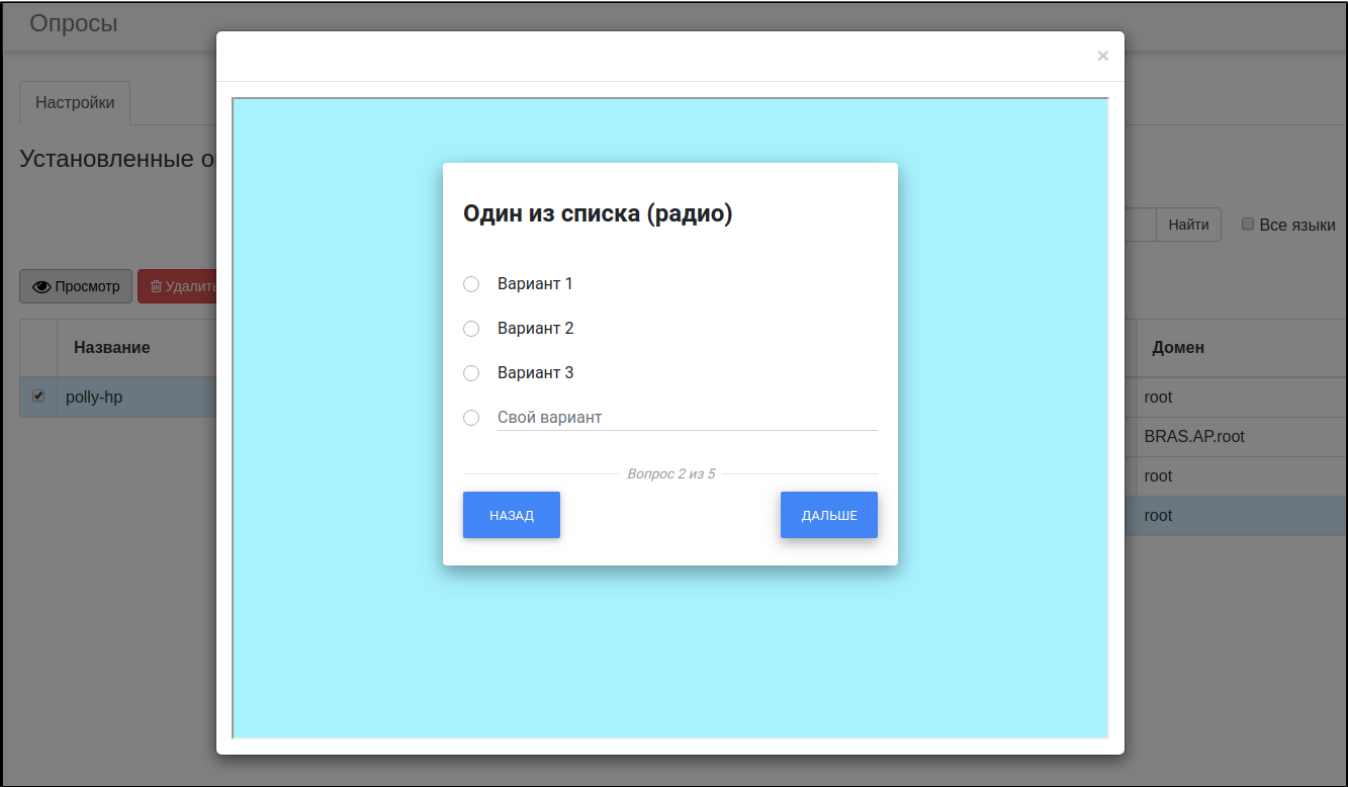 Опросы
×
Настройки
Установленные о
Найти Все языки
Просмотр Удалить
Название Домен
polly-hp root
BRAS.AP.root
root
root
Один из списка (радио)
Вариант 1
Вариант 2
Вариант 3
Свой вариант
Вопрос 2 из 5
НАЗАД ДАЛЬШЕ